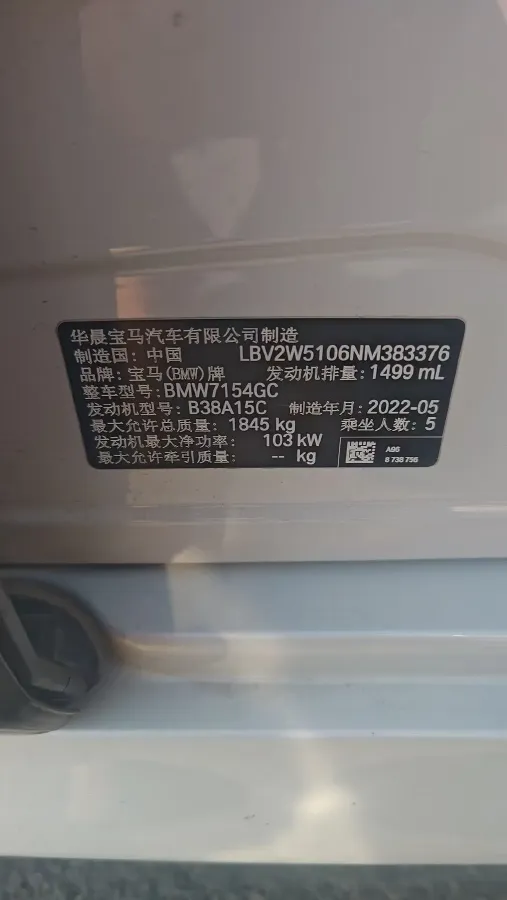 华晨宝马汽车有限公司制造
制造国: 中国 LBV2W5106NM383376
品牌: 宝马(BMW)牌 发动机排量: 1499 mL
整车型号: BMW7154GC
发动机型号: B38A15C 制造年月: 2022-05
最大允许总质量: 1845 kg 乘坐人数: 5
发动机最大净功率: 103 kW
最大允许牵引质量: -- kg
A96
8 738 756